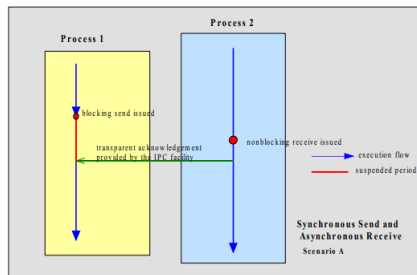 Process 1
Process 2
blocking send issued
transparent acknowledgement
provided by the IPC facility
nonblocking receive issued
execution flow
suspended period
Synchronous Send and
Asynchronous Receive
Scenario A